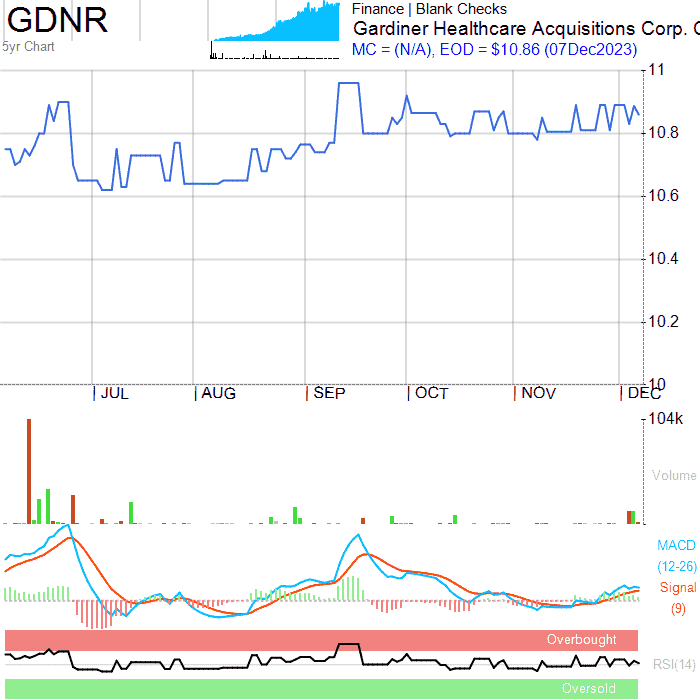 GDNR
5yr Chart
Finance | Blank Checks
Gardiner Healthcare Acquisitions Corp. C
MC = (N/A), EOD = $10.86 (07Dec2023)
11
10.8
10.6
10.4
10.2
10
JUL AUG SEP OCT NOV DEC
104k
Volume
MACD
(12-26)
Signal
(9)
Overbought
RSI(14)
Oversold